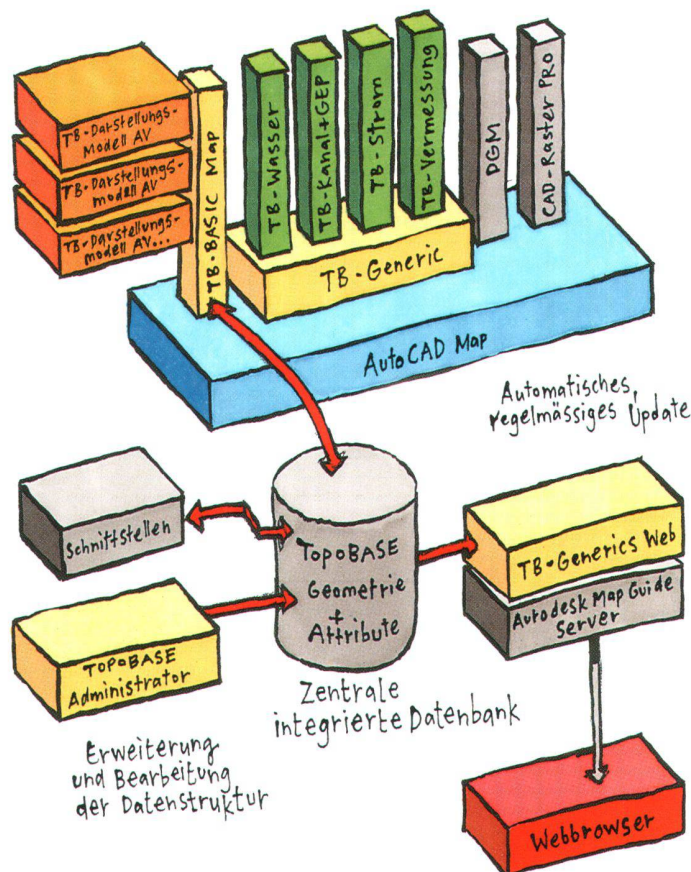 TB-Darstellungs-
Modell AV
TB-Darstellungs-
modell AV
TB-Darstellungs-
modell AV...
TB-BASIC Map
TB-Wasser
TB-Kanal+GEP
TB-Strom
TB-Vermessung
DGM
CAD-Raster PRO
TB-Generic
AutoCAD Map
Automatisches,
regelmässiges Update
Schnittstellen
TOPOBASE
Geometrie
+
Attribute
TB-Generics Web
Autodesk Map Guide
Server
TOPOBASE
Administrator
Zentrale
integrierte Datenbank
Erweiterung
und Bearbeitung
der Datenstruktur
Webbrowser